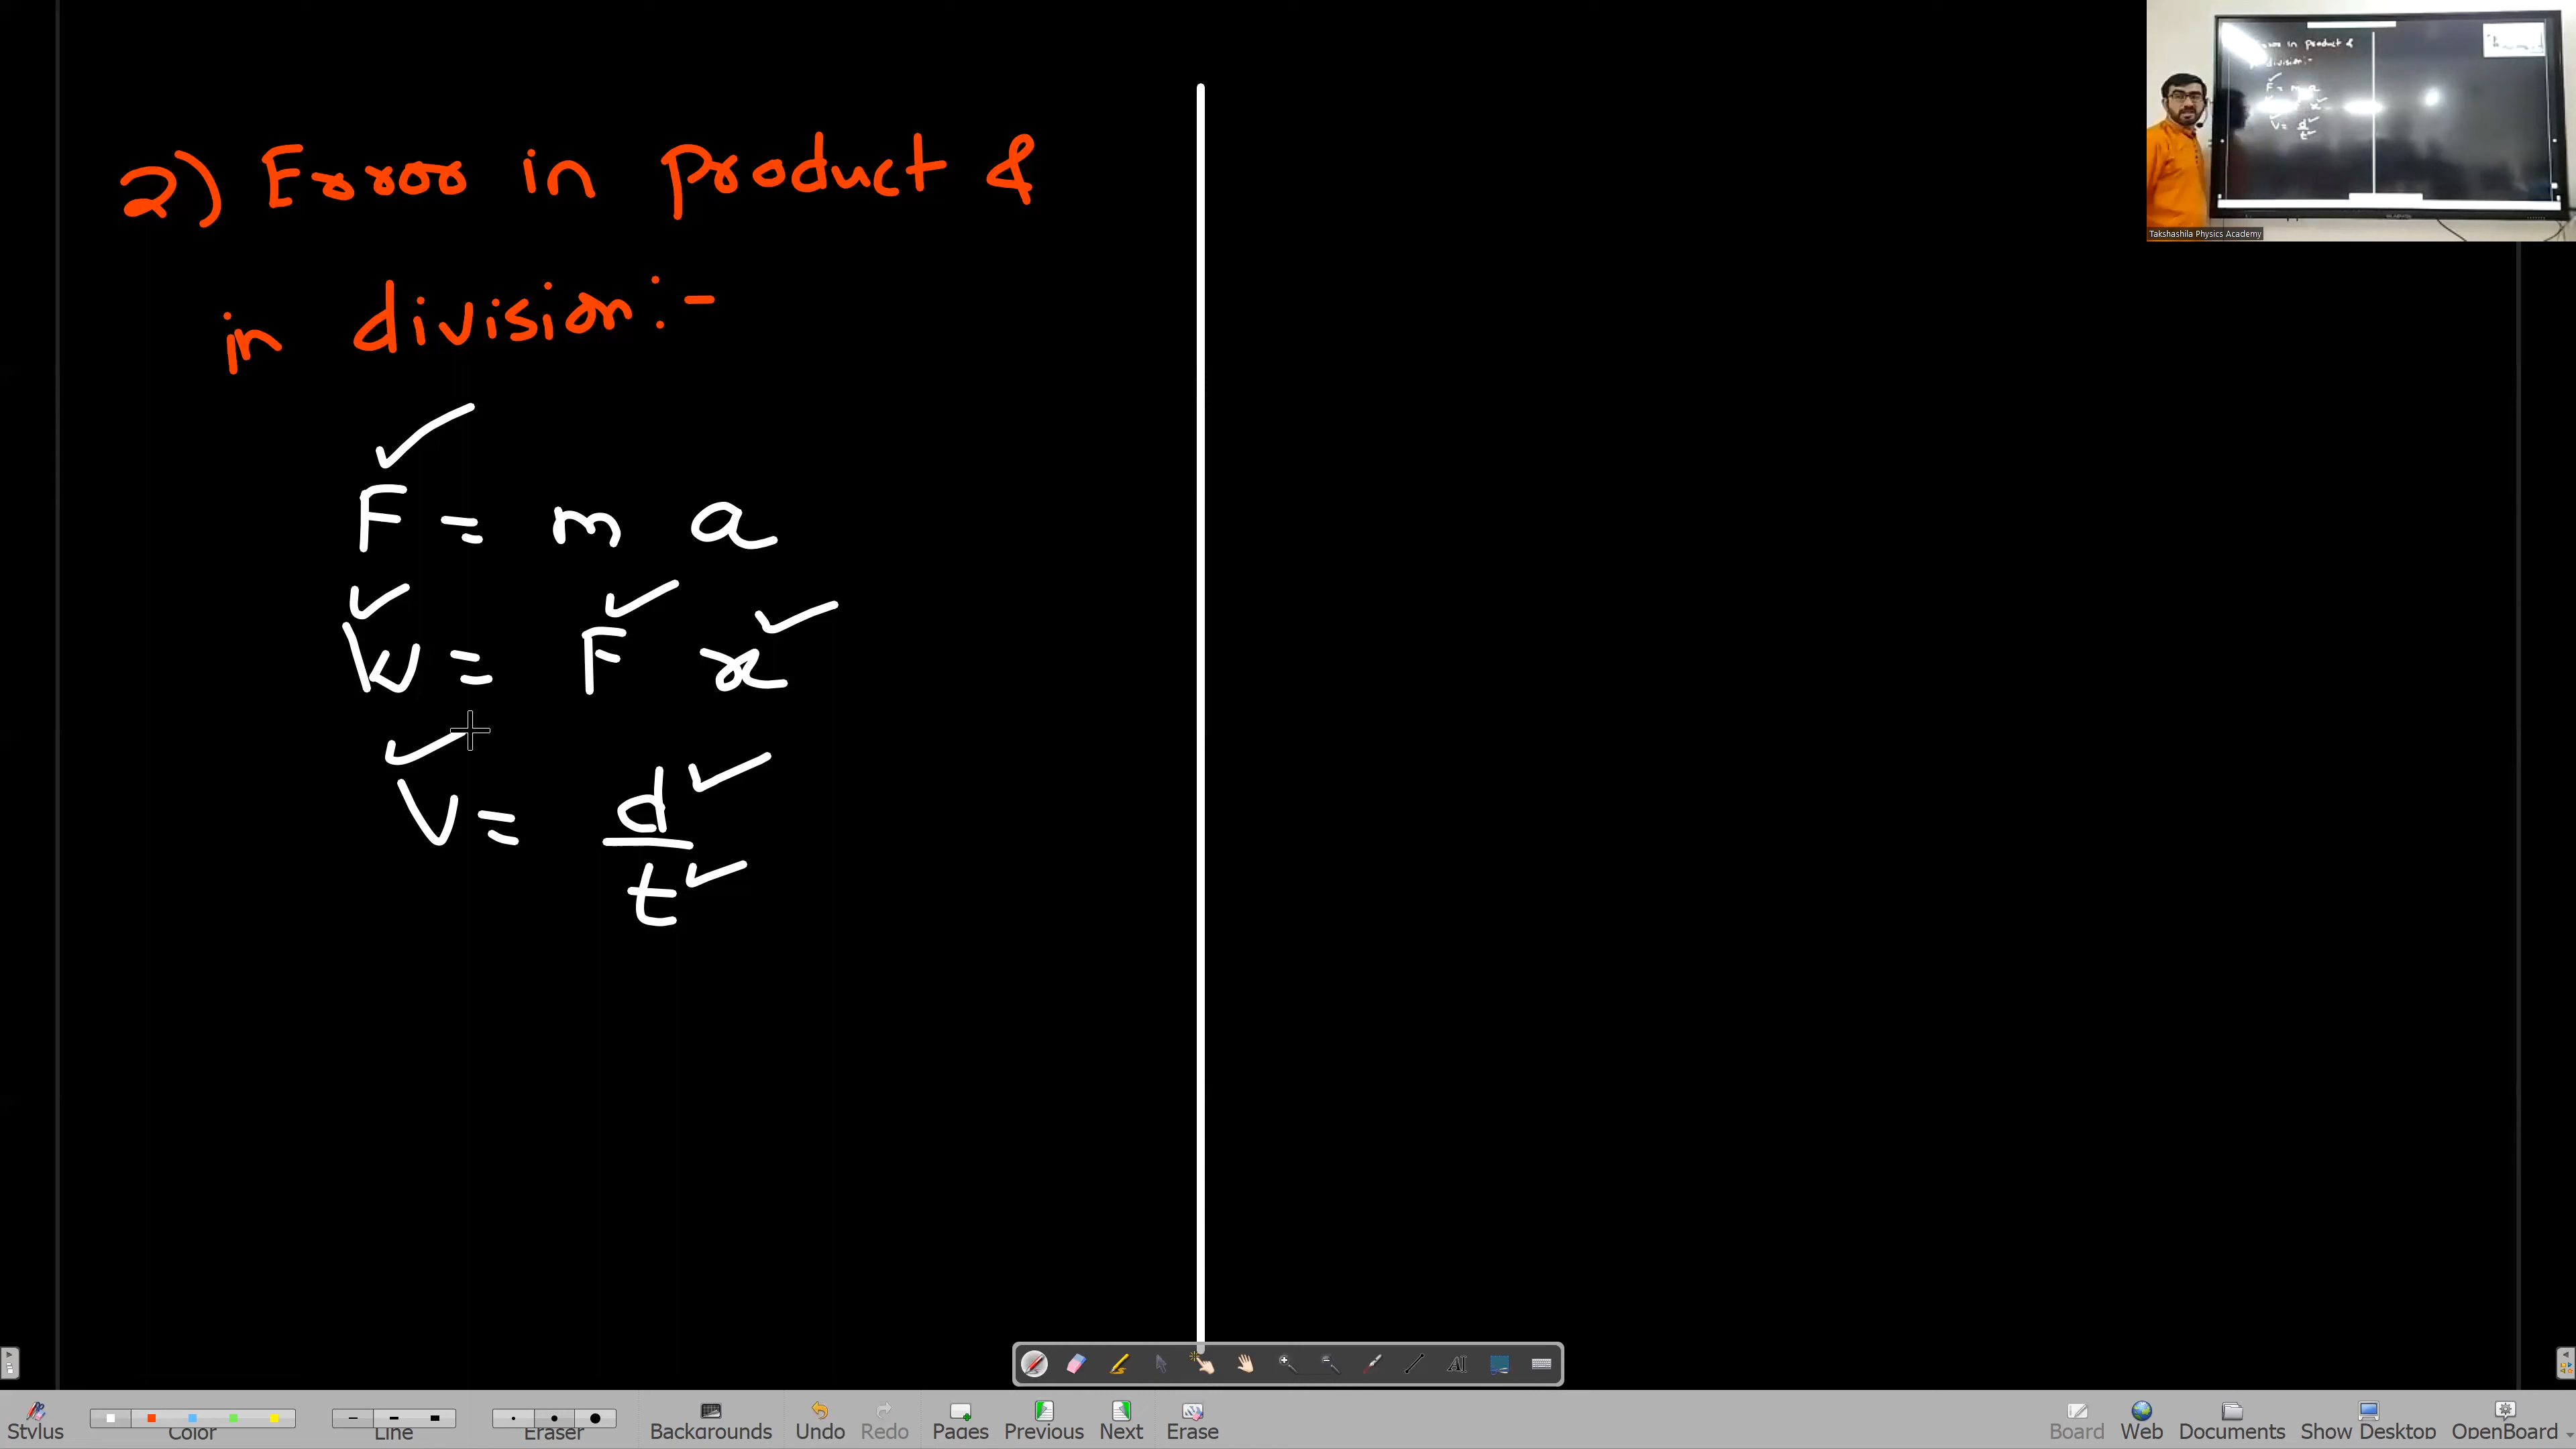 2) Error in product &
in division:-
F = m a
W = F x
V = d/t
Takshashila Physics Academy
Stylus
Color
Line
Eraser
Backgrounds
Undo
Redo
Pages
Previous
Next
Erase
Board
Web
Documents
Show Desktop
OpenBoard